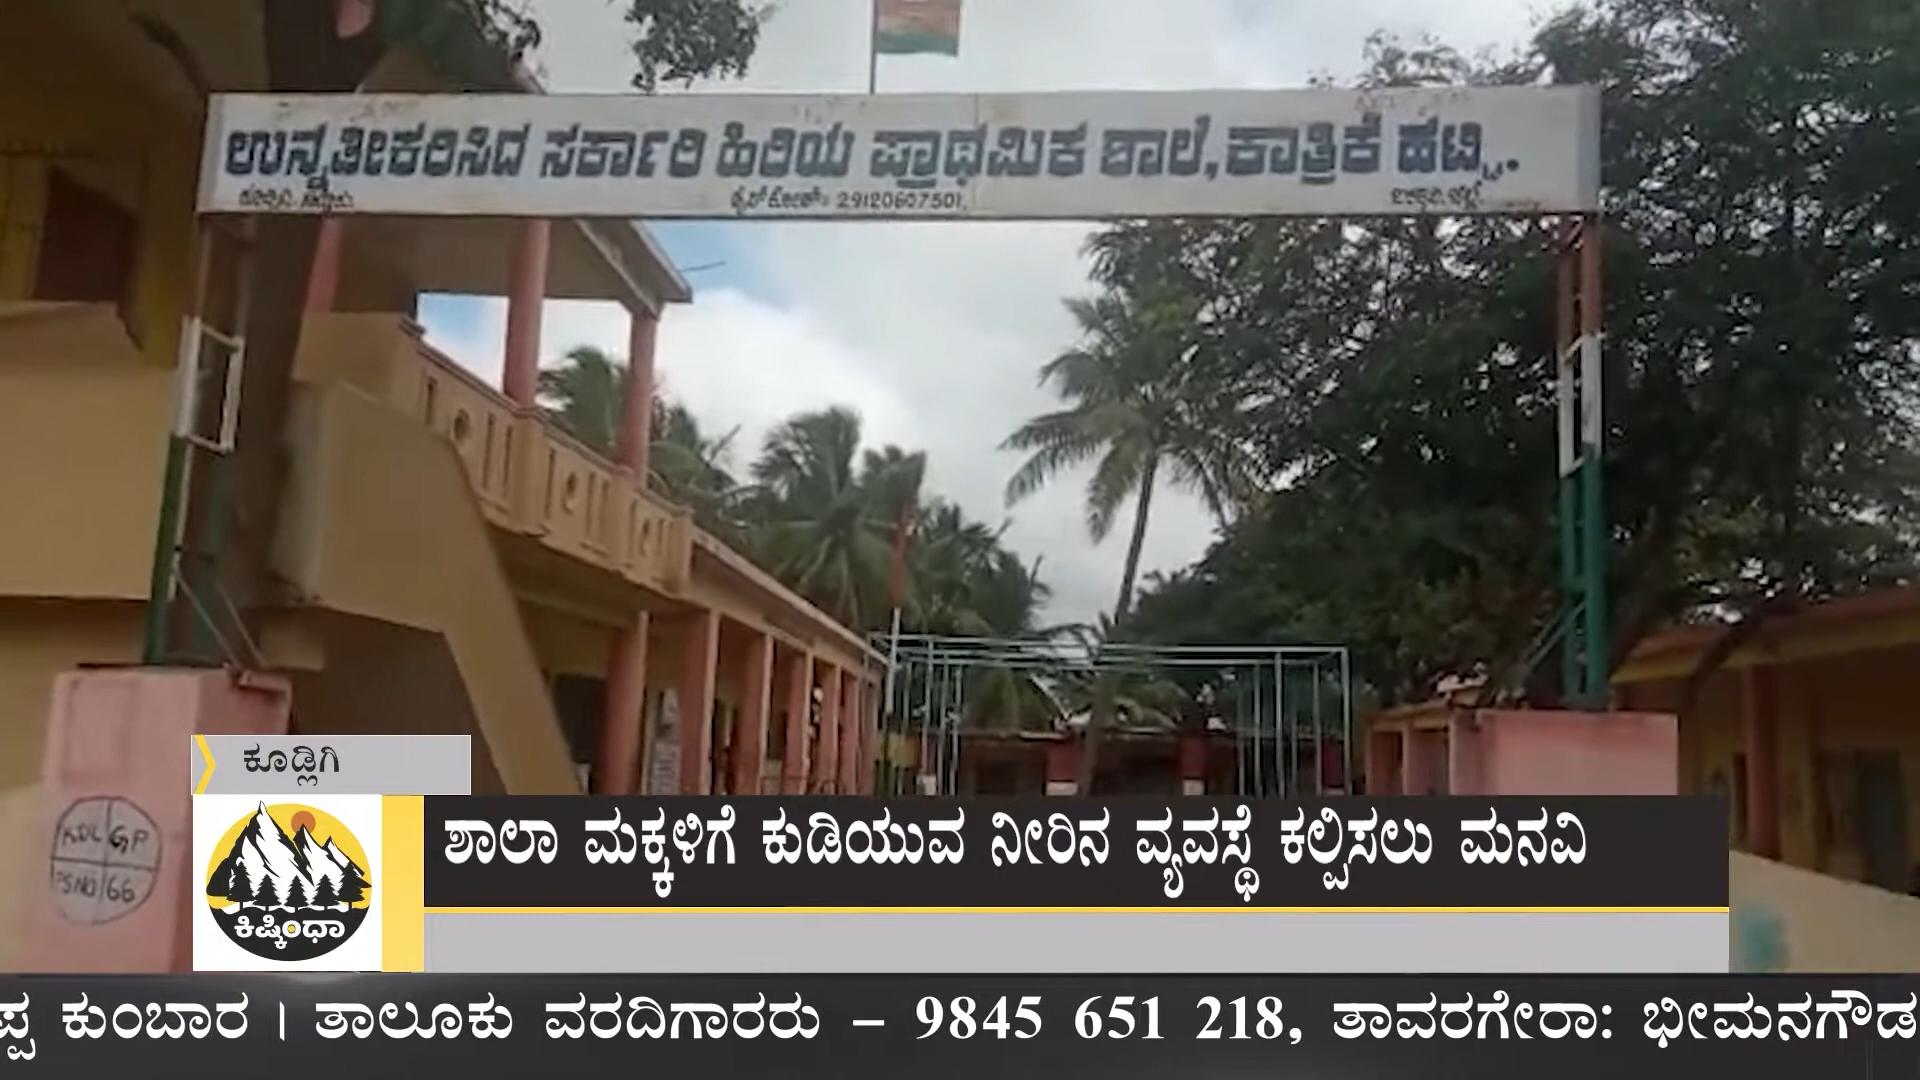 ಉನ್ನತೀಕರಿಸಿದ ಸರ್ಕಾರಿ ಹಿರಿಯ ಪ್ರಾಥಮಿಕ ಶಾಲೆ, ಕಾತ್ರಿಕೆ ಹಟ್ಟಿ.
ಡೈಸ್ ಕೋಡ್: 29120607501
KDL GP
PSNO 66
ಕೂಡ್ಲಿಗಿ
ಶಾಲಾ ಮಕ್ಕಳಿಗೆ ಕುಡಿಯುವ ನೀರಿನ ವ್ಯವಸ್ಥೆ ಕಲ್ಪಿಸಲು ಮನವಿ
ಕಿಷ್ಕಿಂಧಾ
ಪ್ಪ ಕುಂಬಾರ | ತಾಲೂಕು ವರದಿಗಾರರು – 9845 651 218, ತಾವರಗೇರಾ: ಭೀಮನಗೌಡ